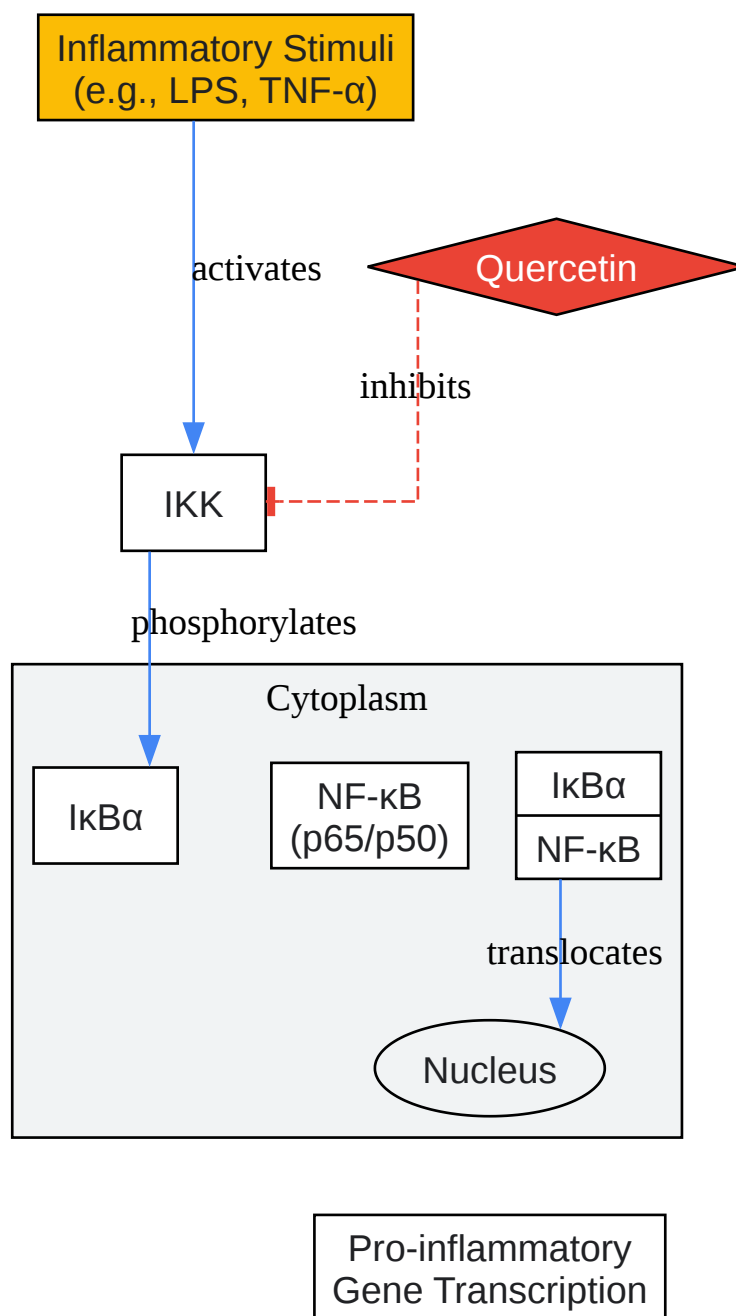 Inflammatory Stimuli
(e.g., LPS, TNF-α)
activates
Quercetin
inhibits
IKK
phosphorylates
Cytoplasm
IκBα
NF-κB
(p65/p50)
IκBα
NF-κB
translocates
Nucleus
Pro-inflammatory
Gene Transcription